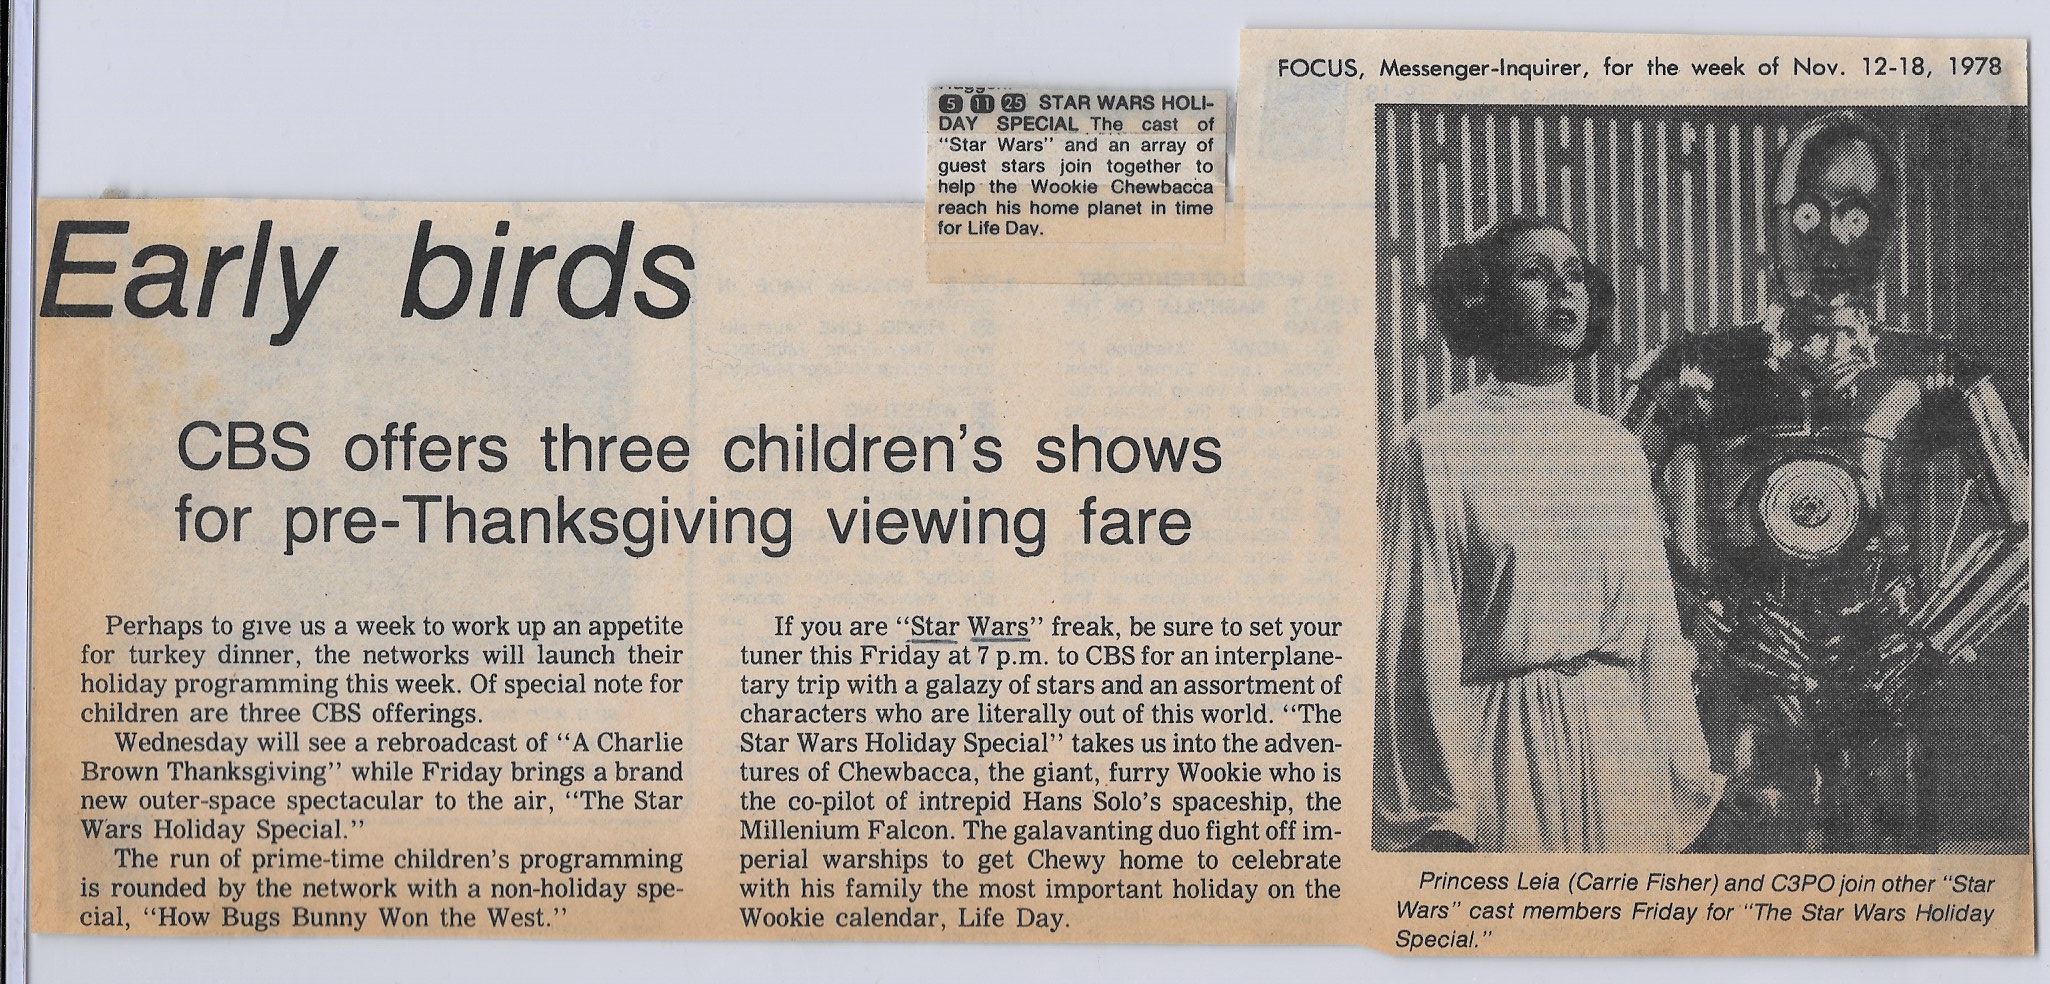 FOCUS, Messenger-Inquirer, for the week of Nov. 12-18, 1978
5 11 25 STAR WARS HOLI-
DAY SPECIAL The cast of
“Star Wars” and an array of
guest stars join together to
help the Wookie Chewbacca
reach his home planet in time
for Life Day.
Early birds
CBS offers three children’s shows
for pre-Thanksgiving viewing fare
Perhaps to give us a week to work up an appetite
for turkey dinner, the networks will launch their
holiday programming this week. Of special note for
children are three CBS offerings.
Wednesday will see a rebroadcast of “A Charlie
Brown Thanksgiving” while Friday brings a brand
new outer-space spectacular to the air, “The Star
Wars Holiday Special.”
The run of prime-time children’s programming
is rounded by the network with a non-holiday spe-
cial, “How Bugs Bunny Won the West.”
If you are “Star Wars” freak, be sure to set your
tuner this Friday at 7 p.m. to CBS for an interplane-
tary trip with a galazy of stars and an assortment of
characters who are literally out of this world. “The
Star Wars Holiday Special” takes us into the adven-
tures of Chewbacca, the giant, furry Wookie who is
the co-pilot of intrepid Hans Solo’s spaceship, the
Millenium Falcon. The galavanting duo fight off im-
perial warships to get Chewy home to celebrate
with his family the most important holiday on the
Wookie calendar, Life Day.
Princess Leia (Carrie Fisher) and C3PO join other “Star
Wars” cast members Friday for “The Star Wars Holiday
Special.”